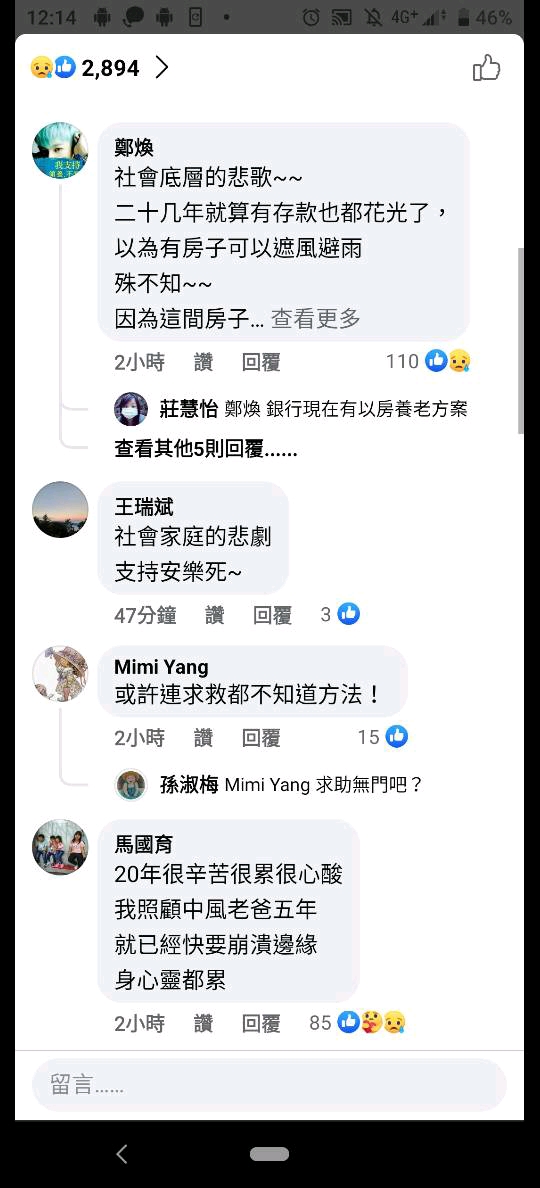 12:14
4G+ 46%
2,894
鄭煥
社會底層的悲歌~~
二十几年就算有存款也都花光了，
以為有房子可以遮風避雨
殊不知~~
因為這間房子... 查看更多
2小時 讚 回覆 110
莊慧怡 鄭煥 銀行現在有以房養老方案
查看其他5則回覆......
王瑞斌
社會家庭的悲劇
支持安樂死~
47分鐘 讚 回覆 3
Mimi Yang
或許連求救都不知道方法！
2小時 讚 回覆 15
孫淑梅 Mimi Yang 求助無門吧？
馬國育
20年很辛苦很累很心酸
我照顧中風老爸五年
就已經快要崩潰邊緣
身心靈都累
2小時 讚 回覆 85
留言......
我支持